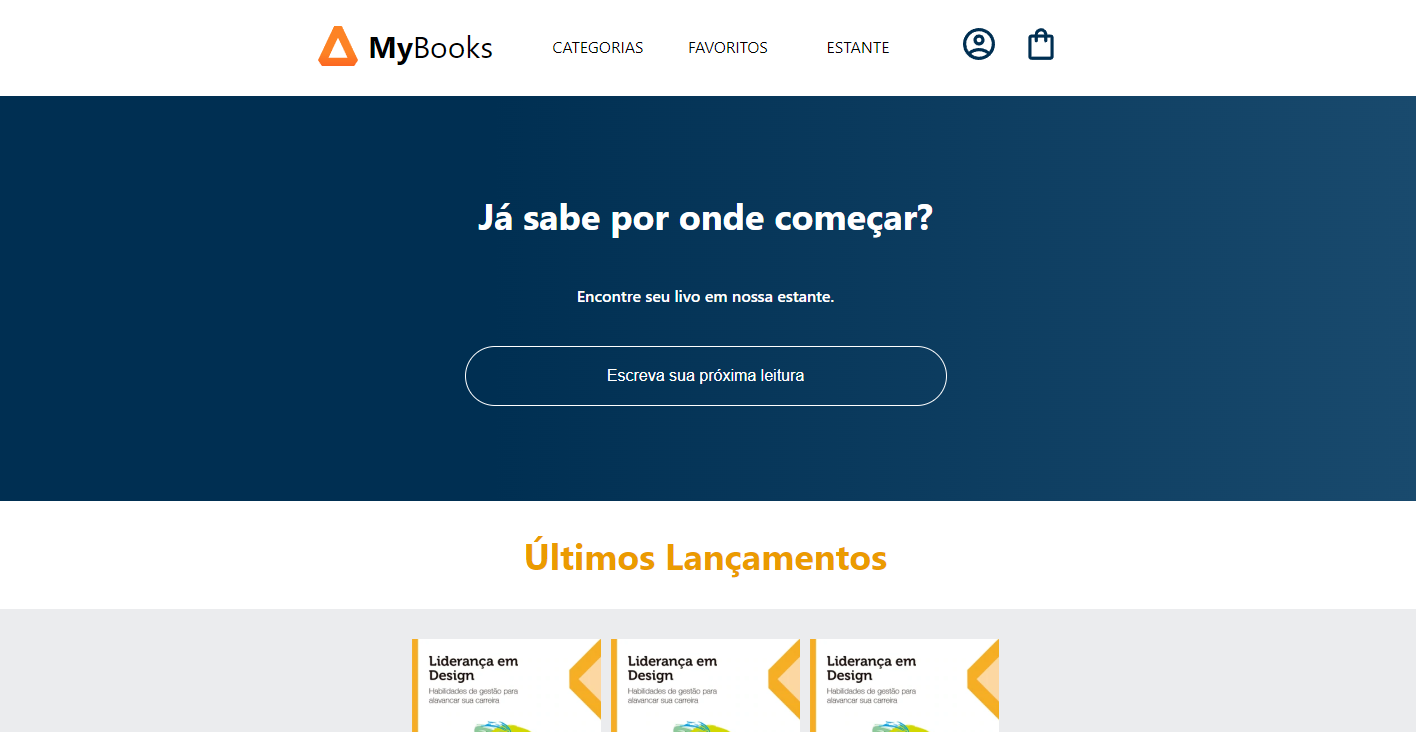 MyBooks
CATEGORIAS
FAVORITOS
ESTANTE
Já sabe por onde começar?
Encontre seu livo em nossa estante.
Escreva sua próxima leitura
Últimos Lançamentos
Liderança em
Design
Habilidades de gestão para
alavancar sua carreira
Liderança em
Design
Habilidades de gestão para
alavancar sua carreira
Liderança em
Design
Habilidades de gestão para
alavancar sua carreira